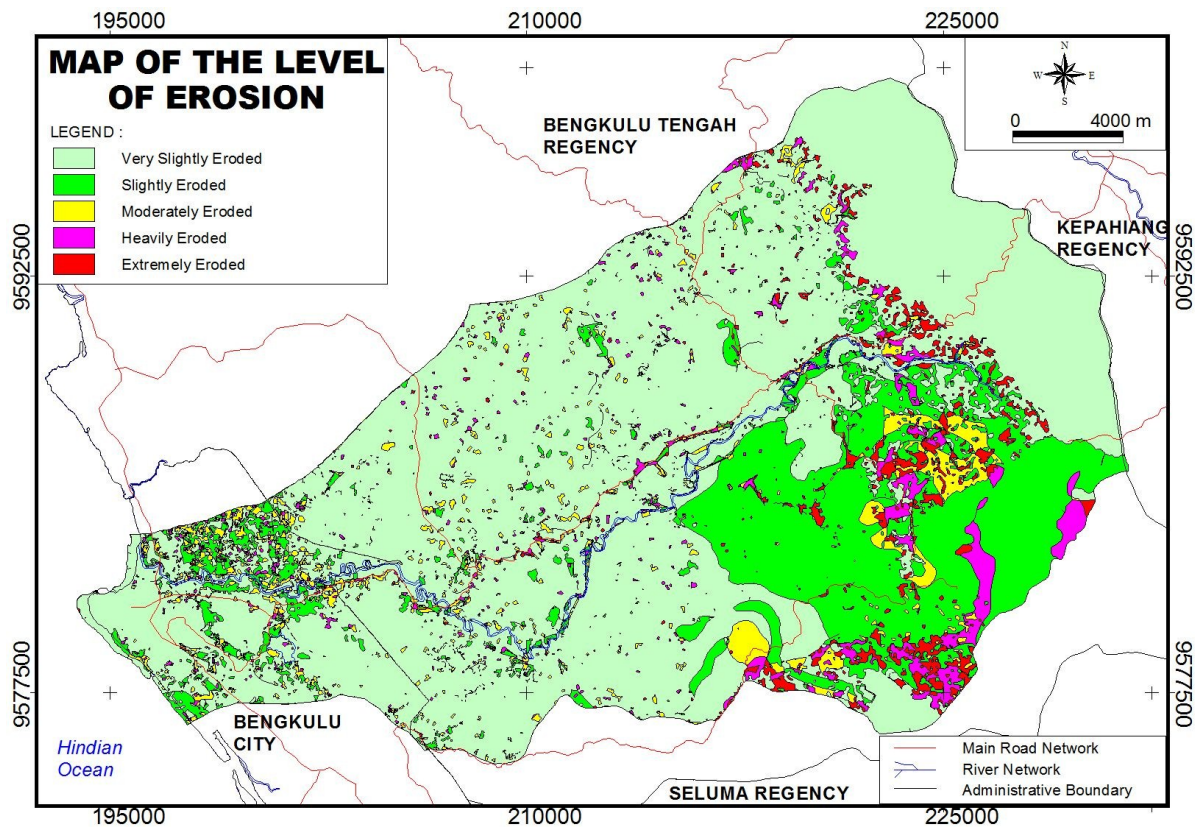 195000
210000
225000
MAP OF THE LEVEL
OF EROSION
LEGEND :
Very Slightly Eroded
Slightly Eroded
Moderately Eroded
Heavily Eroded
Extremely Eroded
BENGKULU TENGAH
REGENCY
N
W
E
S
0 4000 m
KEPAHIANG
REGENCY
9592500
9592500
9577500
9577500
BENGKULU
CITY
Hindian
Ocean
SELUMA REGENCY
Main Road Network
River Network
Administrative Boundary
195000
210000
225000